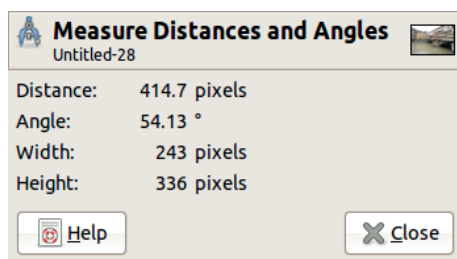 Measure Distances and Angles
Untitled-28
Distance: 414.7 pixels
Angle: 54.13 °
Width: 243 pixels
Height: 336 pixels
Help Close